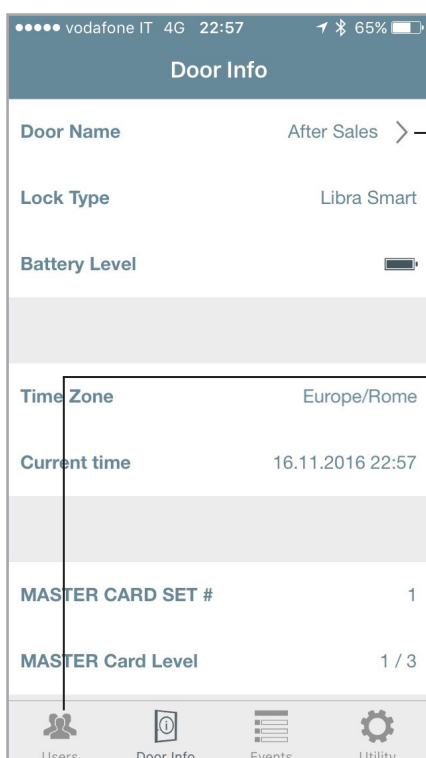 vodafone IT 4G 22:57 65%
Door Info
Door Name After Sales
Lock Type Libra Smart
Battery Level
Time Zone Europe/Rome
Current time 16.11.2016 22:57
MASTER CARD SET # 1
MASTER Card Level 1 / 3
Users Door Info Events Utility